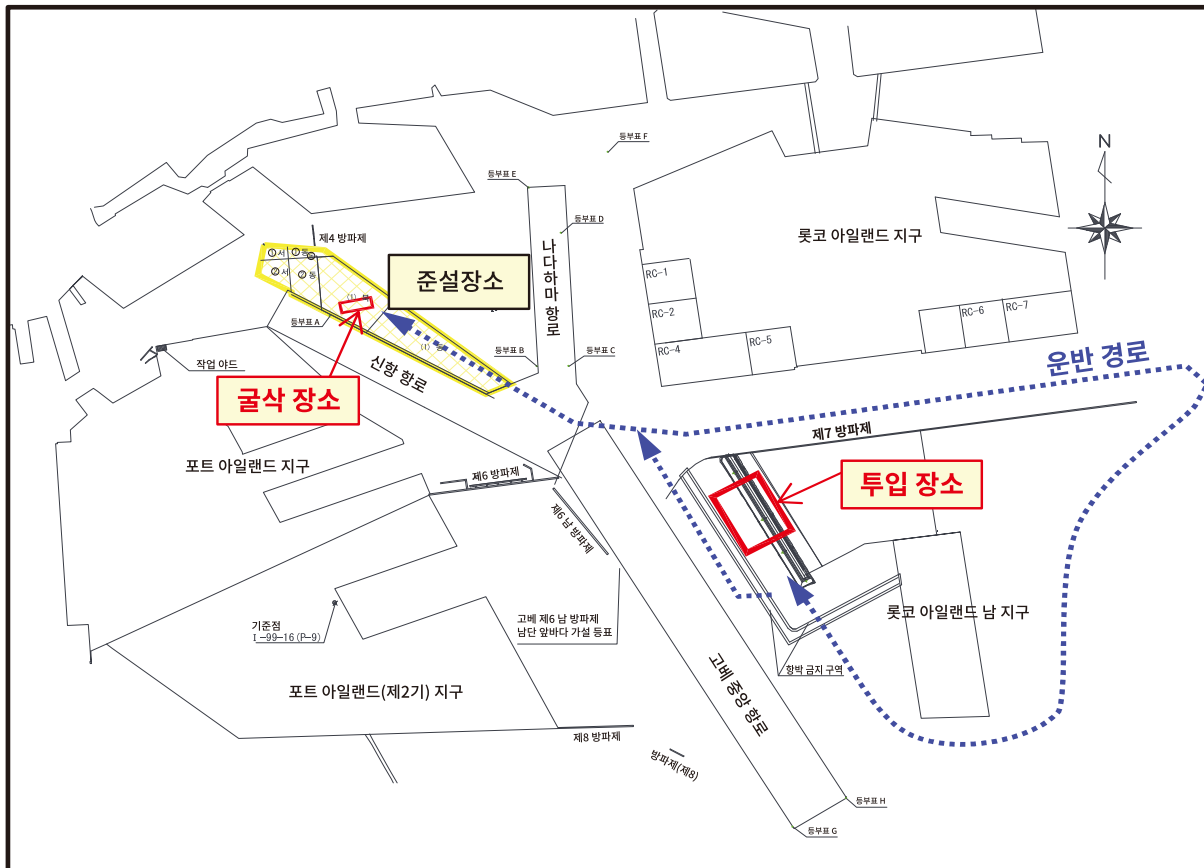 등부표 F
N
등부표 E
등부표 D
제4 방파제
롯코 아일랜드 지구
① 서
① 동
② 서
② 동
준설장소
나다하마 항로
RC-1
RC-2
RC-4
RC-5
RC-6
RC-7
등부표 A
등부표 B
등부표 C
작업 야드
신항 항로
운반 경로
굴삭 장소
제7 방파제
포트 아일랜드 지구
제6 방파제
투입 장소
제6 남 방파제
기준점
I -99-16 (P-9)
고베 제6 남 방파제
남단 앞바다 가설 등표
롯코 아일랜드 남 지구
항박 금지 구역
포트 아일랜드(제2기) 지구
고베 중앙 항로
제8 방파제
방파제(제8)
등부표 H
등부표 G